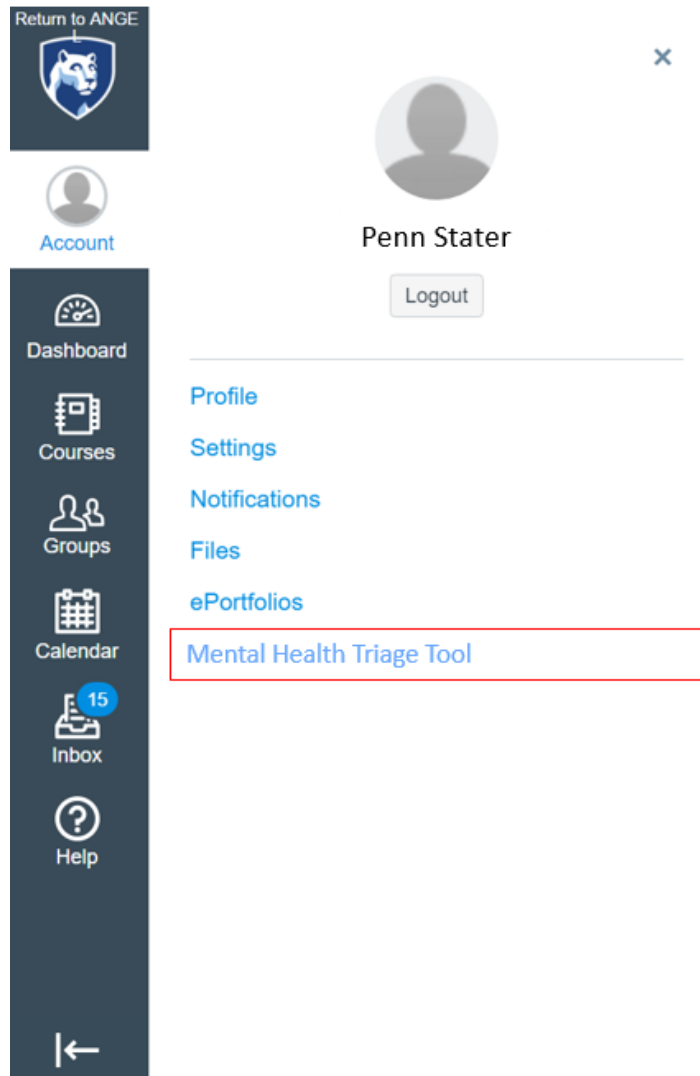 Return to ANGE
L
Account
Dashboard
Courses
Groups
Calendar
15
Inbox
Help
×
Penn Stater
Logout
Profile
Settings
Notifications
Files
ePortfolios
Mental Health Triage Tool